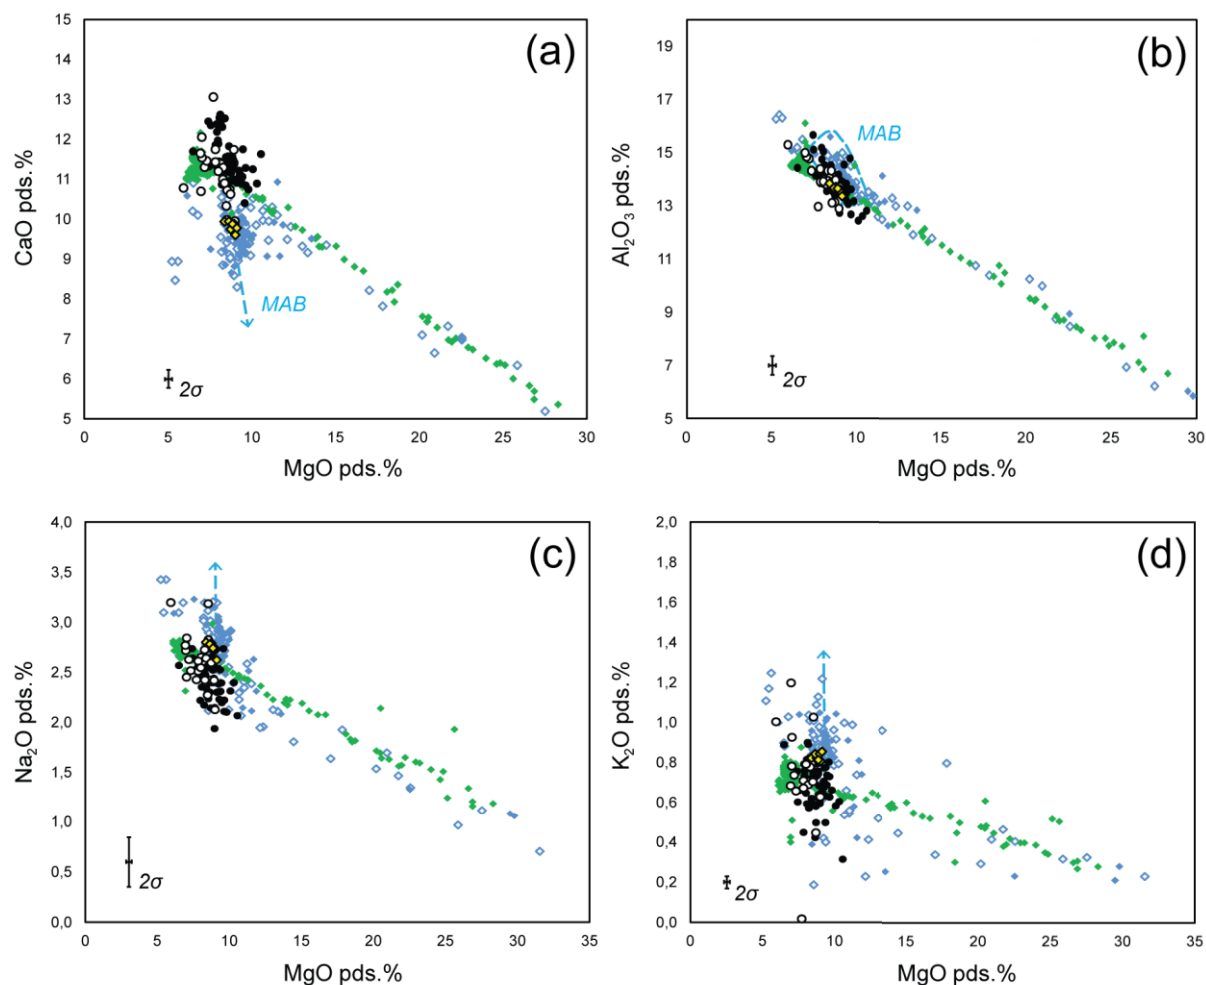 (a)
15
14
13
12
11
10
9
8
7
6
5
CaO pds.%
MAB
2σ
0 5 10 15 20 25 30
MgO pds.%
(b)
19
17
15
13
11
9
7
5
Al₂O₃ pds.%
MAB
2σ
0 5 10 15 20 25 30
MgO pds.%
(c)
4,0
3,5
3,0
2,5
2,0
1,5
1,0
0,5
0,0
Na₂O pds.%
2σ
0 5 10 15 20 25 30 35
MgO pds.%
(d)
2,0
1,8
1,6
1,4
1,2
1,0
0,8
0,6
0,4
0,2
0,0
K₂O pds.%
2σ
0 5 10 15 20 25 30 35
MgO pds.%